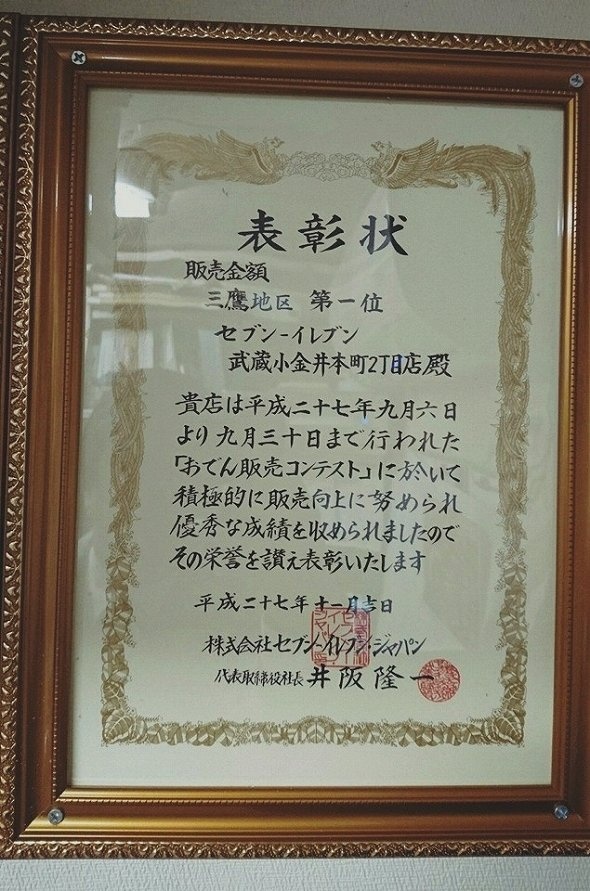 表彰状
販売金額
三鷹地区 第一位
セブン-イレブン
武蔵小金井本町2丁目店殿
貴店は平成二十七年九月六日
より九月三十日まで行われた
「おでん販売コンテスト」に於いて
積極的に販売向上に努められ
優秀な成績を収められましたので
その栄誉を讃え表彰いたします
平成二十七年十一月吉日
株式会社セブン-イレブン・ジャパン
代表取締役社長 井阪隆一